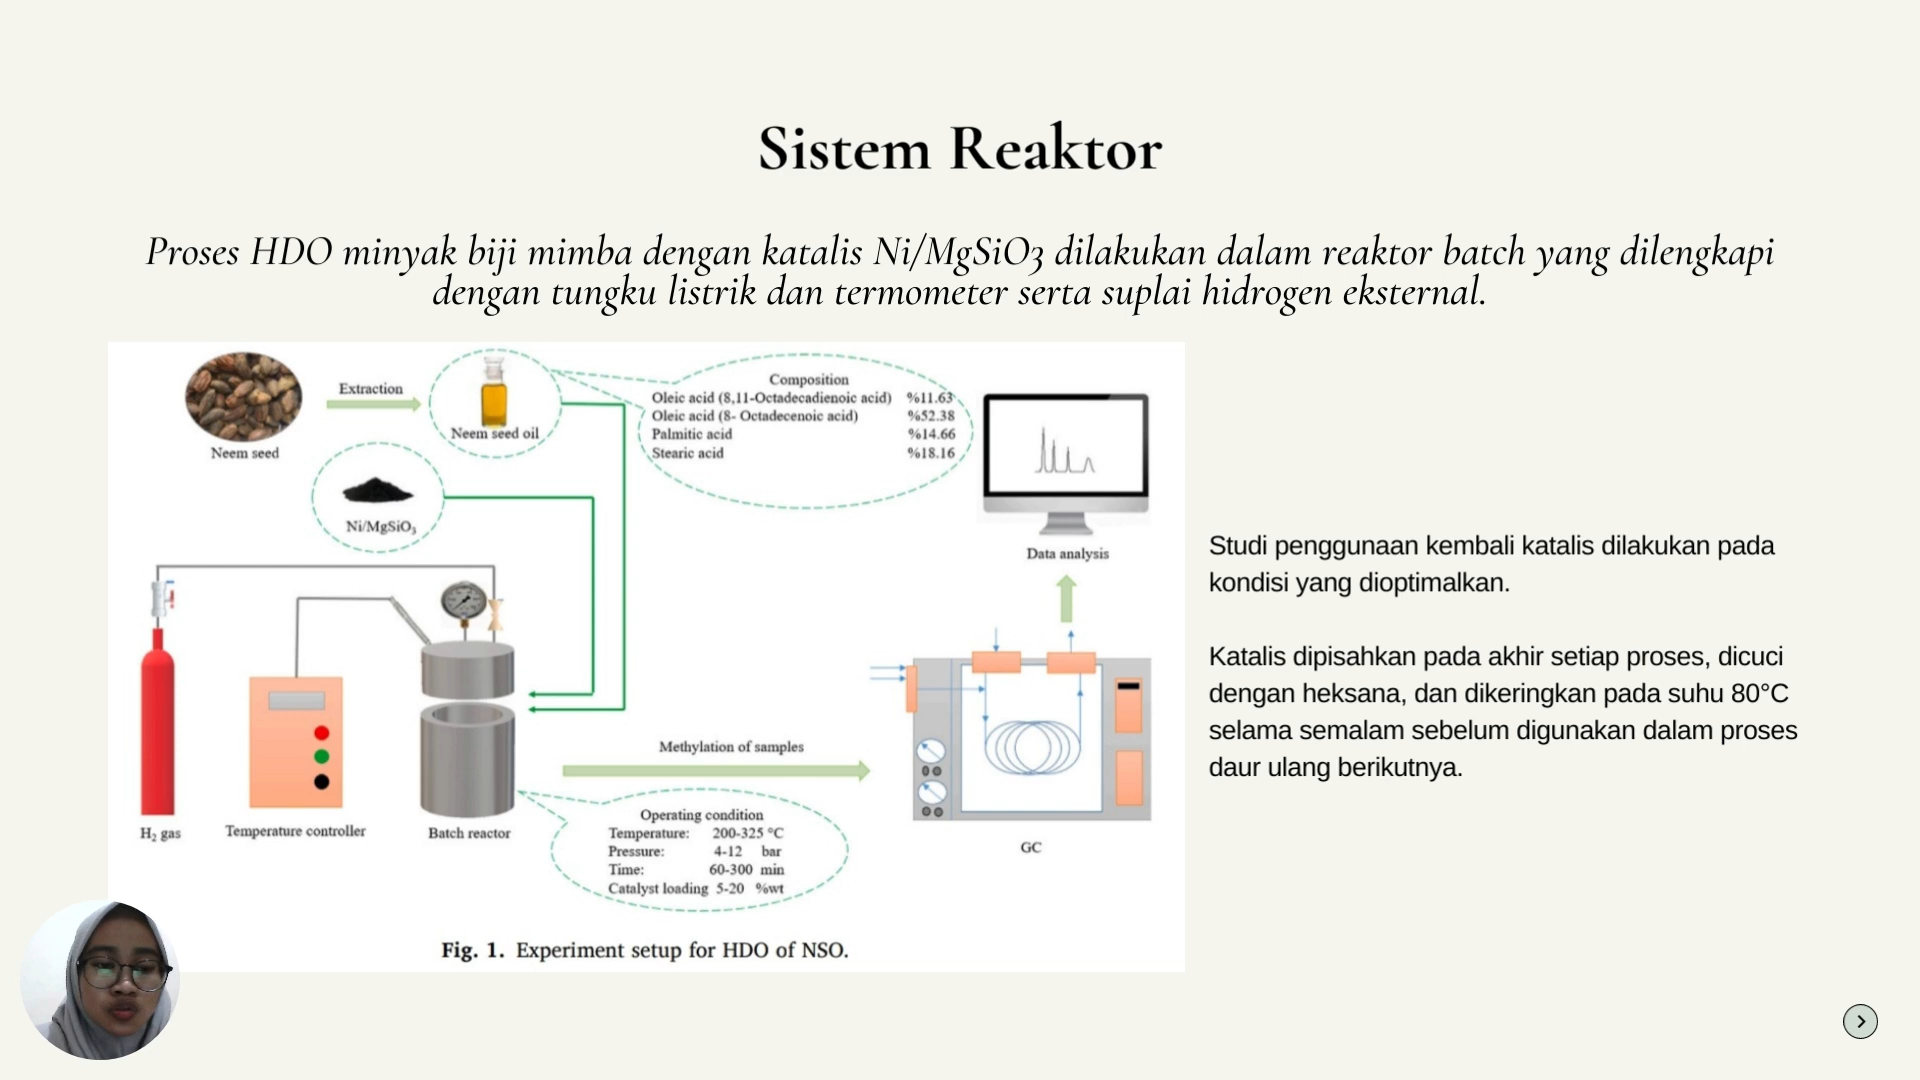 Sistem Reaktor
Proses HDO minyak biji mimba dengan katalis Ni/MgSiO3 dilakukan dalam reaktor batch yang dilengkapi
dengan tungku listrik dan termometer serta suplai hidrogen eksternal.
Extraction
Neem seed
Neem seed oil
Composition
Oleic acid (8,11-Octadecadienoic acid) %11.63
Oleic acid (8- Octadecenoic acid) %52.38
Palmitic acid %14.66
Stearic acid %18.16
Ni/MgSiO₃
Data analysis
H₂ gas
Temperature controller
Batch reactor
Methylation of samples
Operating condition
Temperature: 200-325 °C
Pressure: 4-12 bar
Time: 60-300 min
Catalyst loading 5-20 %wt
GC
Fig. 1. Experiment setup for HDO of NSO.
Studi penggunaan kembali katalis dilakukan pada
kondisi yang dioptimalkan.
Katalis dipisahkan pada akhir setiap proses, dicuci
dengan heksana, dan dikeringkan pada suhu 80°C
selama semalam sebelum digunakan dalam proses
daur ulang berikutnya.